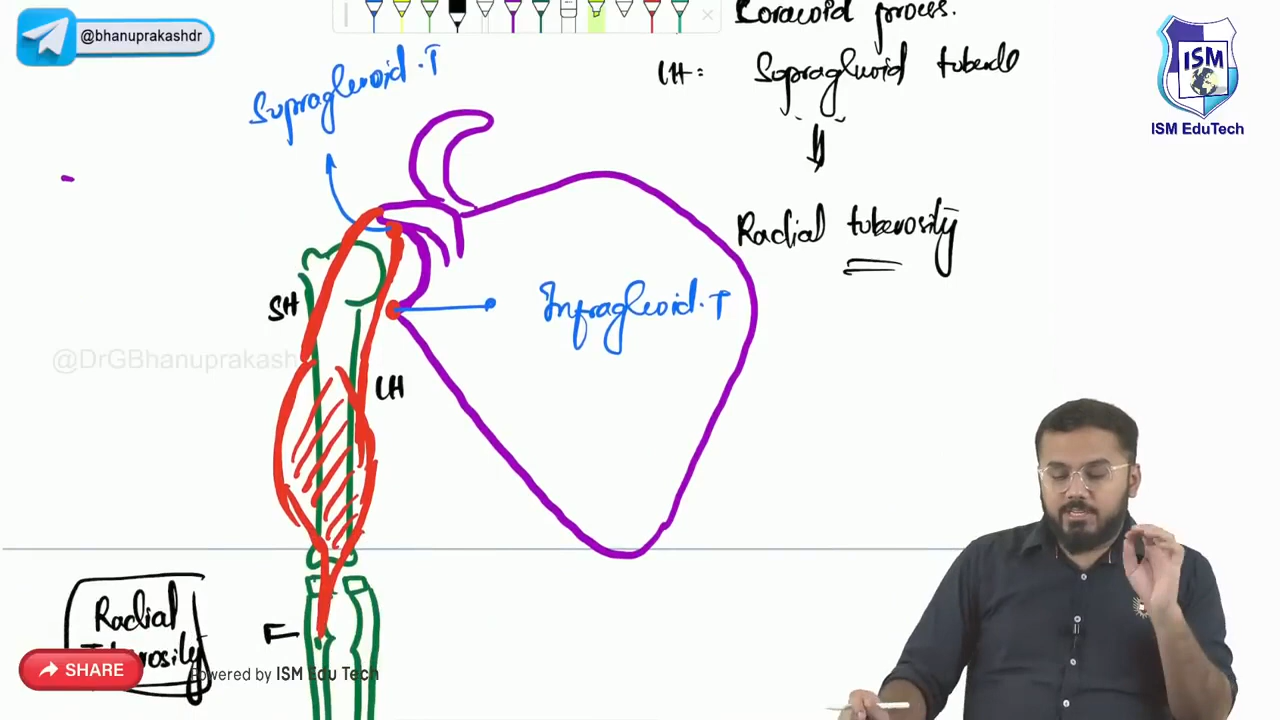 @bhanuprakashdr
Coracoid process.
LH: Supraglenoid tubercle
Supraglenoid.T
ISM
ISM EduTech
Radial tuberosity
SH
Infraglenoid.T
@DrGBhanuprakash
LH
Radial
Tuberosity
SHARE
Powered by ISM Edu Tech